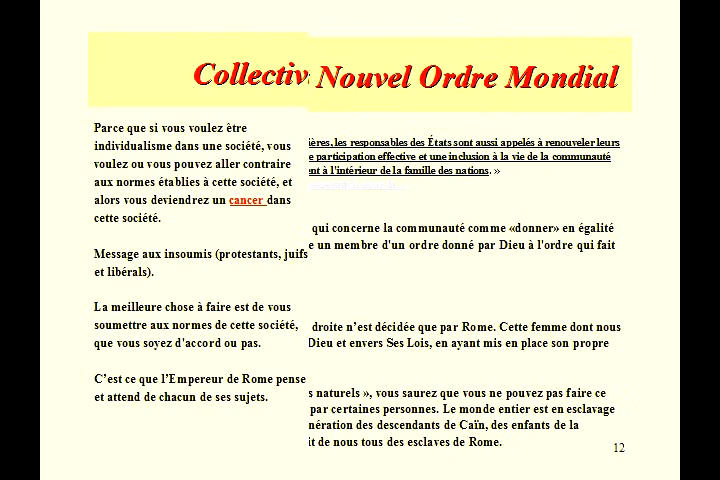 Collectiv
Nouvel Ordre Mondial
Parce que si vous voulez être
individualisme dans une société, vous
voulez ou vous pouvez aller contraire
aux normes établies à cette société, et
alors vous deviendrez un cancer dans
cette société.
Message aux insoumis (protestants, juifs
et libérals).
La meilleure chose à faire est de vous
soumettre aux normes de cette société,
que vous soyez d'accord ou pas.
C’est ce que l’Empereur de Rome pense
et attend de chacun de ses sujets.
ières, les responsables des États sont aussi appelés à renouveler leurs
e participation effective et une inclusion à la vie de la communauté
ent à l'intérieur de la famille des nations. »
qui concerne la communauté comme «donner» en égalité
e un membre d'un ordre donné par Dieu à l'ordre qui fait
droite n’est décidée que par Rome. Cette femme dont nous
Dieu et envers Ses Lois, en ayant mis en place son propre
s naturels », vous saurez que vous ne pouvez pas faire ce
par certaines personnes. Le monde entier est en esclavage
nération des descendants de Caïn, des enfants de la
it de nous tous des esclaves de Rome.
12